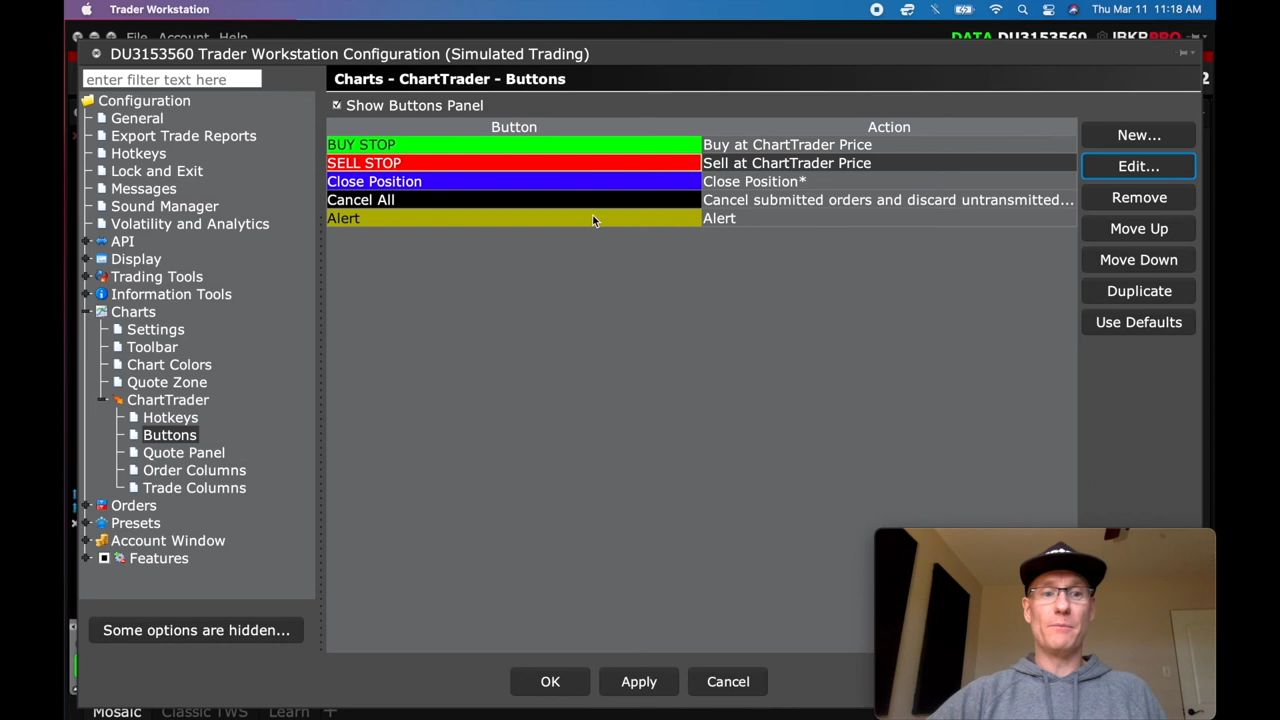 Trader Workstation
Thu Mar 11 11:18 AM
File Account Help
DATA DU3153560 IBKRPRO
DU3153560 Trader Workstation Configuration (Simulated Trading)
enter filter text here
Charts - ChartTrader - Buttons
Configuration
General
Export Trade Reports
Hotkeys
Lock and Exit
Messages
Sound Manager
Volatility and Analytics
API
Display
Trading Tools
Information Tools
Charts
Settings
Toolbar
Chart Colors
Quote Zone
ChartTrader
Hotkeys
Buttons
Quote Panel
Order Columns
Trade Columns
Orders
Presets
Account Window
Features
Some options are hidden...
Show Buttons Panel
Button Action
BUY STOP Buy at ChartTrader Price
SELL STOP Sell at ChartTrader Price
Close Position Close Position*
Cancel All Cancel submitted orders and discard untransmitted...
Alert Alert
New...
Edit...
Remove
Move Up
Move Down
Duplicate
Use Defaults
OK Apply Cancel
Mosaic Classic TWS Learn +